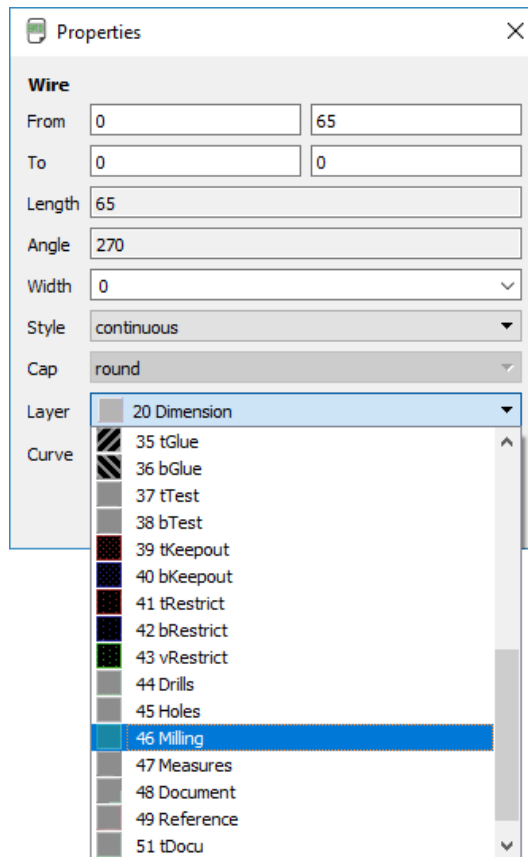 Properties
Wire
From 0 65
To 0 0
Length 65
Angle 270
Width 0
Style continuous
Cap round
Layer 20 Dimension
35 tGlue
Curve
36 bGlue
37 tTest
38 bTest
39 tKeepout
40 bKeepout
41 tRestrict
42 bRestrict
43 vRestrict
44 Drills
45 Holes
46 Milling
47 Measures
48 Document
49 Reference
51 tDocu